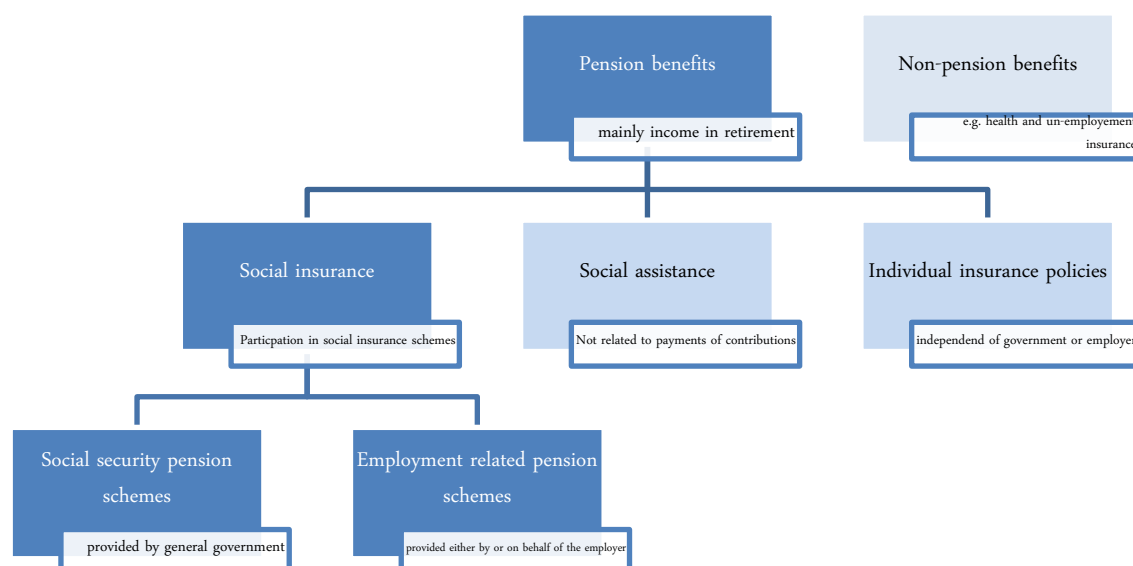 Pension benefits
mainly income in retirement
Non-pension benefits
e.g. health and un-employement
insurance
Social insurance
Particpation in social insurance schemes
Social assistance
Not related to payments of contributions
Individual insurance policies
independend of government or employer
Social security pension
schemes
provided by general government
Employment related pension
schemes
provided either by or on behalf of the employer